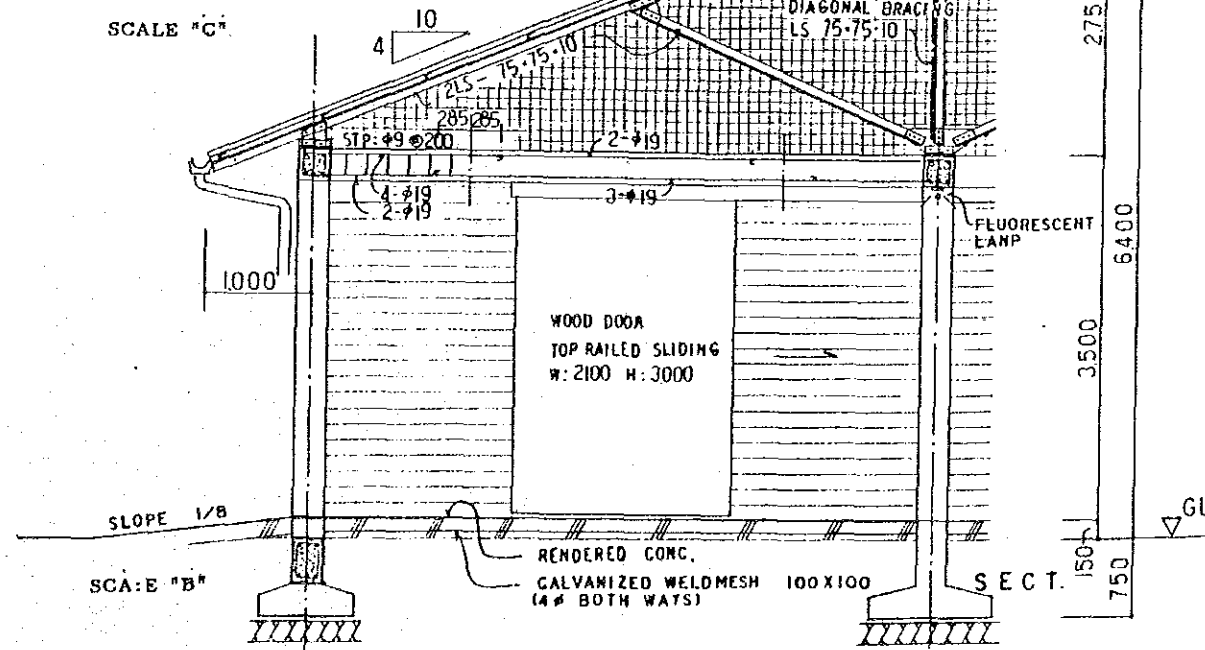 SCALE "C"
10
4
DIAGONAL BRACING
LS 75·75·10
275
2LS-75·75·10
285 285
STP: φ9 @200
2-φ19
4-φ19
2-φ19
3-φ19
FLUORESCENT
LAMP
6400
1000
WOOD DOOR
TOP RAILED SLIDING
W: 2100 H: 3000
3500
SLOPE 1/8
GL
RENDERED CONC.
SCALE "B"
GALVANIZED WELDMESH 100X100
(4φ BOTH WAYS)
SECT.
150
750